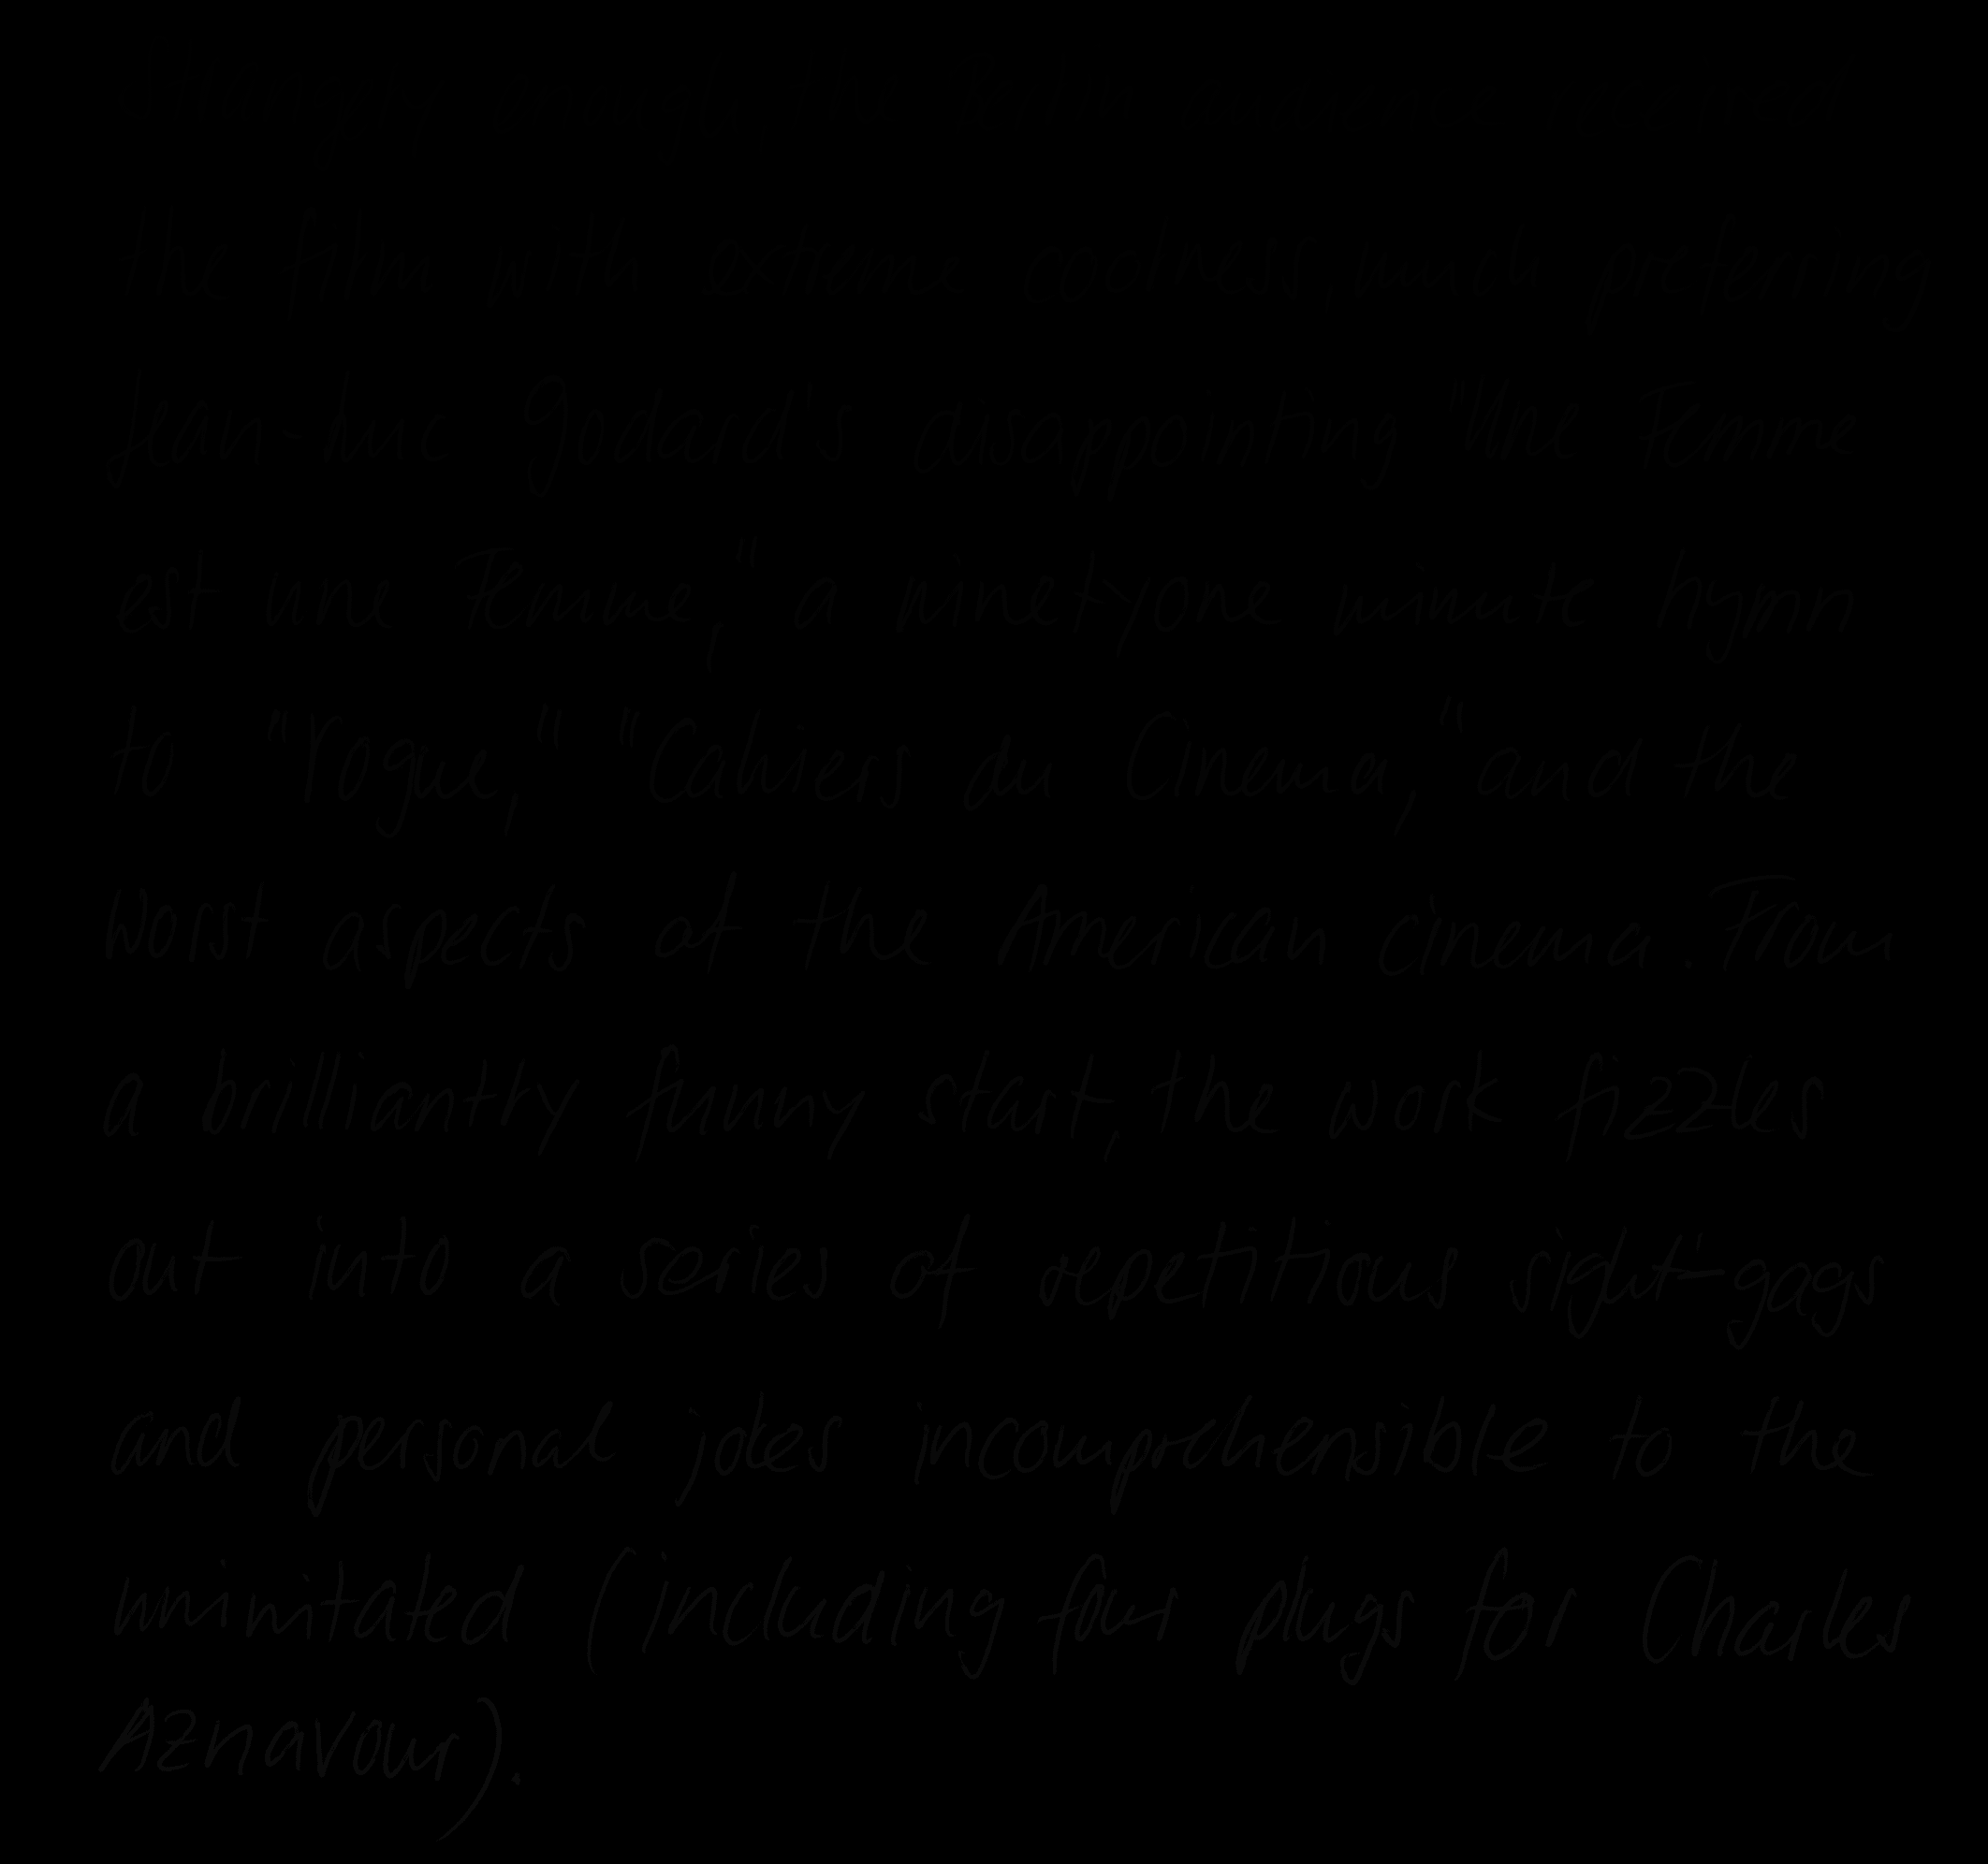 the film with extreme coolness, much preferring
Jean-Luc Godard's disappointing "Une Femme
est une Femme," a ninetyone minute hymn
to "Vogue," "Cahiers du Cinema," and the
worst aspects of the American cinema. From
a brilliantly funny start, the work fizzles
out into a series of repetitious sight-gags
and personal jokes incomprehensible to the
uninitated (including four plugs for Charles
Aznavour).